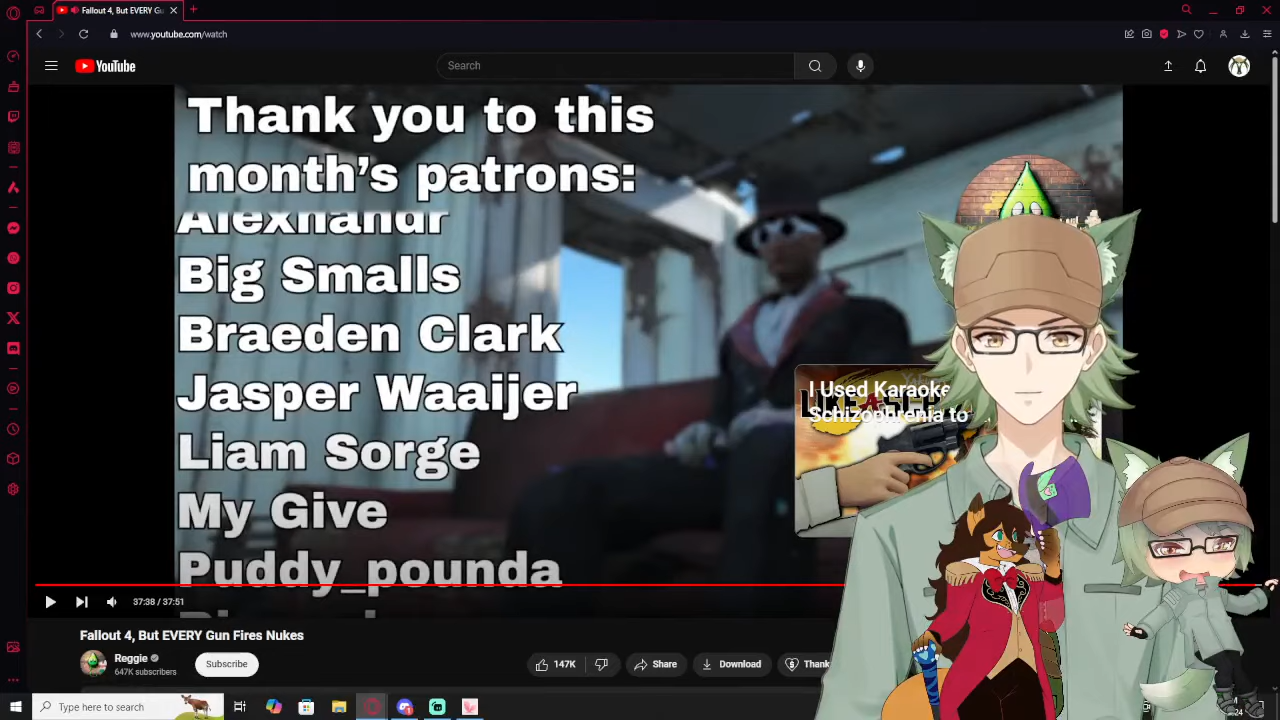 Fallout 4, But EVERY Gu
www.youtube.com/watch
YouTube
Search
Thank you to this
month's patrons:
Alexhandr
Big Smalls
Braeden Clark
Jasper Waaijer
Liam Sorge
My Give
Puddy_pounda
I Used Karaoke
Schizophrenia to
37:38 / 37:51
Fallout 4, But EVERY Gun Fires Nukes
Reggie
647K subscribers
Subscribe
147K
Share
Download
Thank
Type here to search